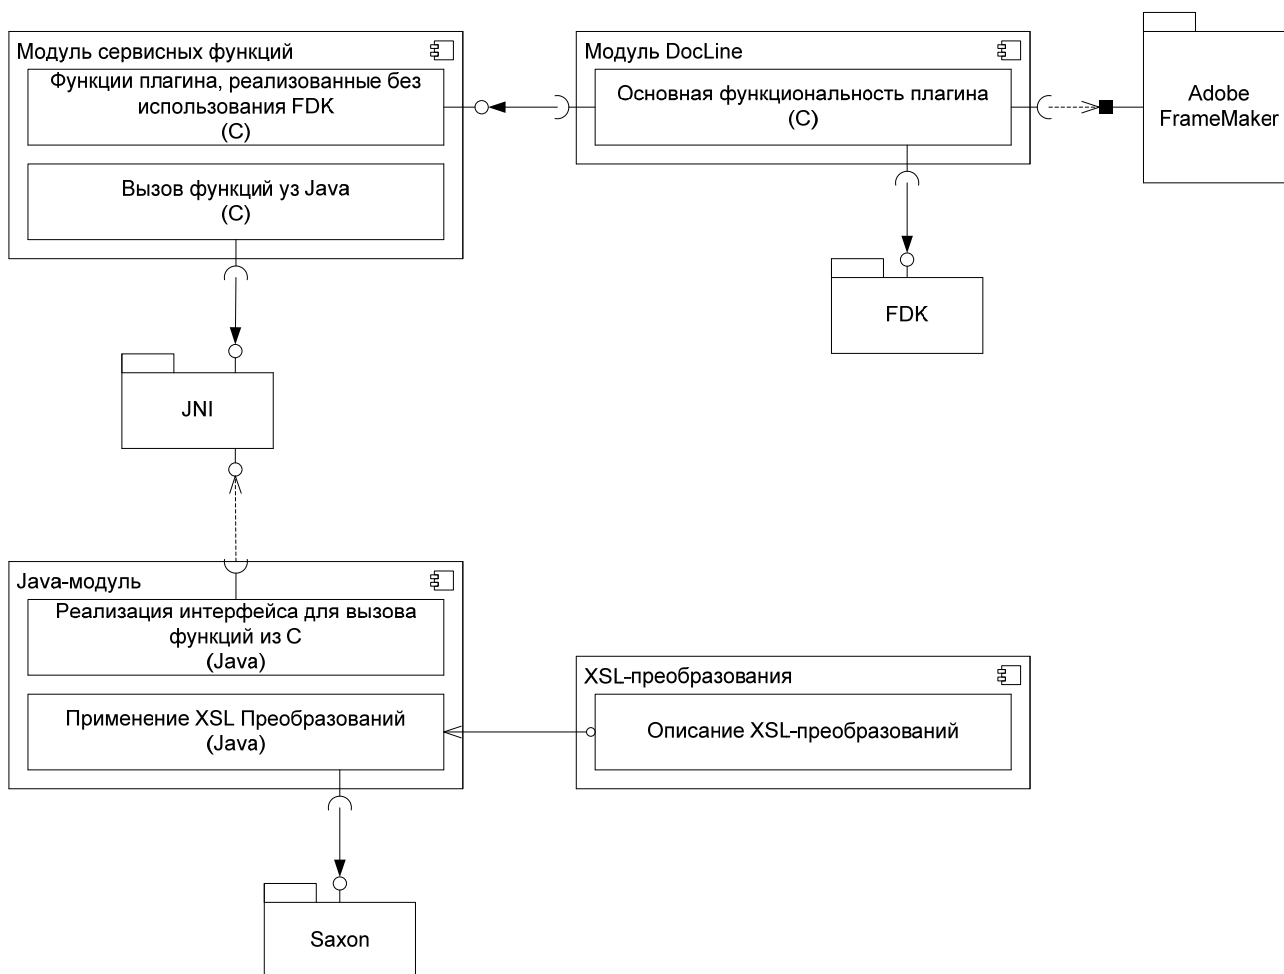 Модуль сервисных функций
Функции плагина, реализованные без
использования FDK
(C)
Вызов функций уз Java
(C)
Модуль DocLine
Основная функциональность плагина
(C)
Adobe
FrameMaker
FDK
JNI
Java-модуль
Реализация интерфейса для вызова
функций из C
(Java)
Применение XSL Преобразований
(Java)
XSL-преобразования
Описание XSL-преобразований
Saxon